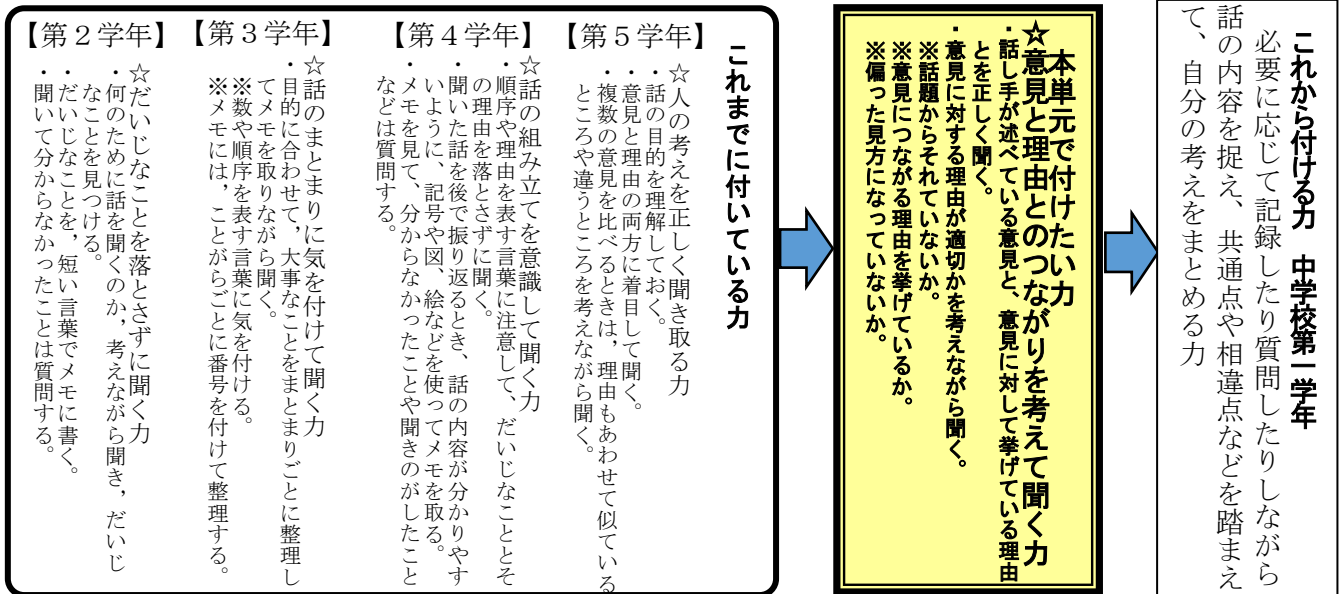 これから付ける力　中学校第一学年
必要に応じて記録したり質問したりしながら
話の内容を捉え、共通点や相違点などを踏まえ
て、自分の考えをまとめる力
本単元で付けたい力
☆意見と理由とのつながりを考えて聞く力
・話し手が述べている意見と、意見に対して挙げている理由
とを正しく聞く。
・意見に対する理由が適切かを考えながら聞く。
※話題からそれていないか。
※意見につながる理由を挙げているか。
※偏った見方になっていないか。
これまでに付いている力
【第５学年】
☆人の考えを正しく聞き取る力
・話の目的を理解しておく。
・意見と理由の両方に着目して聞く。
・複数の意見を比べるときは、理由もあわせて似ている
ところや違うところを考えながら聞く。
【第４学年】
☆話の組み立てを意識して聞く力
・順序や理由を表す言葉に注意して、だいじなこととそ
の理由を落とさずに聞く。
・聞いた話を後で振り返るとき、話の内容が分かりやす
いように、記号や図、絵などを使ってメモを取る。
・メモを見て、分からなかったことや聞きのがしたこと
などは質問する。
【第３学年】
☆話のまとまりに気を付けて聞く力
・目的に合わせて，大事なことをまとまりごとに整理し
てメモを取りながら聞く。
※数や順序を表す言葉に気を付ける。
※メモには，ことがらごとに番号を付けて整理する。
【第２学年】
☆だいじなことを落とさずに聞く力
・何のために話を聞くのか，考えながら聞き，だいじ
なことを見つける。
・だいじなことを，短い言葉でメモに書く。
・聞いて分からなかったことは質問する。